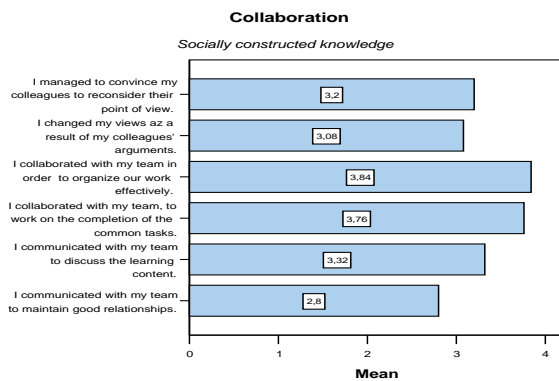 Collaboration
Socially constructed knowledge
I managed to convince my
colleagues to reconsider their
point of view.
3,2
I changed my views az a
result of my colleagues'
arguments.
3,08
I collaborated with my team in
order to organize our work
effectively.
3,84
I collaborated with my team, to
work on the completion of the
common tasks.
3,76
I communicated with my team
to discuss the learning
content.
3,32
I communicated with my team
to maintain good relationships.
2,8
0 1 2 3 4
Mean